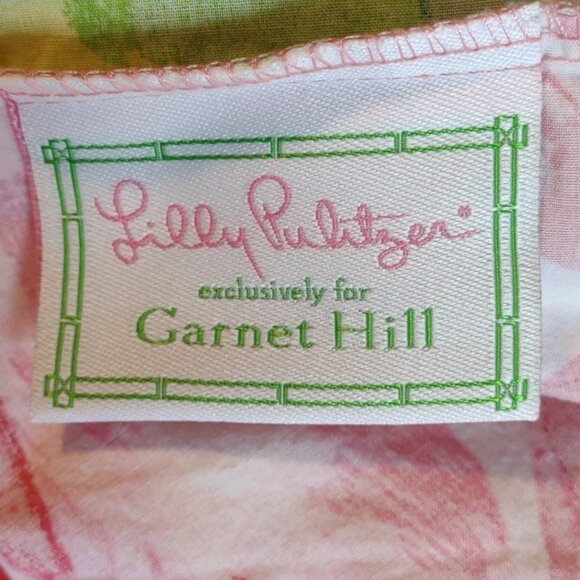 Lilly Pulitzer®
exclusively for
Garnet Hill